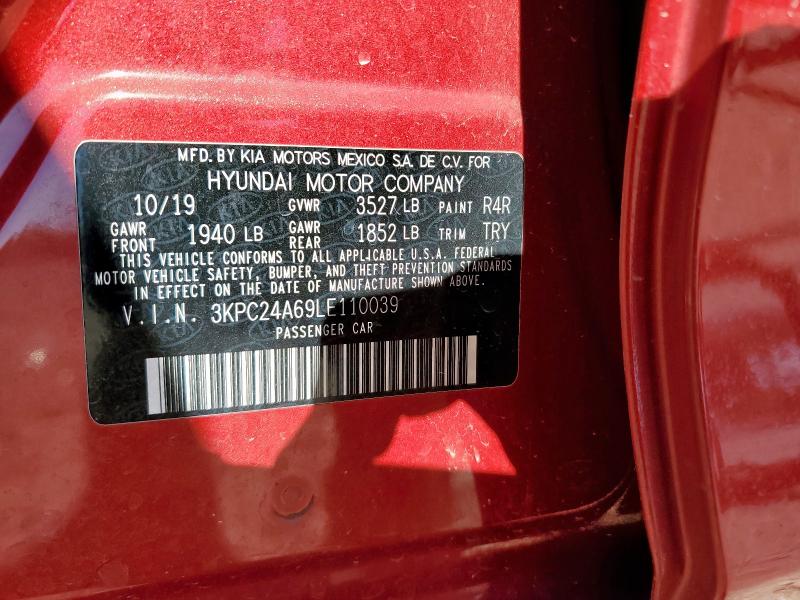 MFD. BY KIA MOTORS MEXICO S.A. DE C.V. FOR
HYUNDAI MOTOR COMPANY
10/19 GVWR 3527 LB PAINT R4R
GAWR FRONT 1940 LB GAWR REAR 1852 LB TRIM TRY
THIS VEHICLE CONFORMS TO ALL APPLICABLE U.S.A. FEDERAL
MOTOR VEHICLE SAFETY, BUMPER, AND THEFT PREVENTION STANDARDS
IN EFFECT ON THE DATE OF MANUFACTURE SHOWN ABOVE.
V.I.N. 3KPC24A69LE110039
PASSENGER CAR